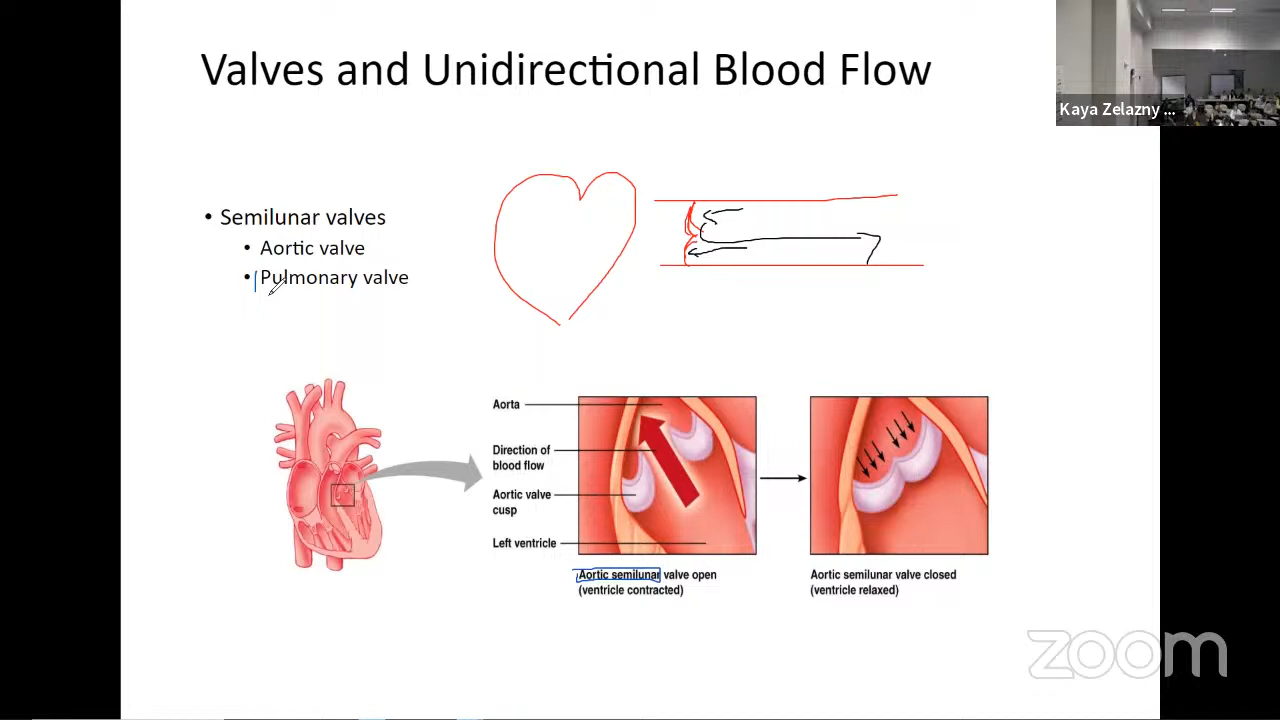 Valves and Unidirectional Blood Flow
Kaya Zelazny ...
• Semilunar valves
• Aortic valve
• Pulmonary valve
Aorta
Direction of
blood flow
Aortic valve
cusp
Left ventricle
Aortic semilunar valve open
(ventricle contracted)
Aortic semilunar valve closed
(ventricle relaxed)
zoom